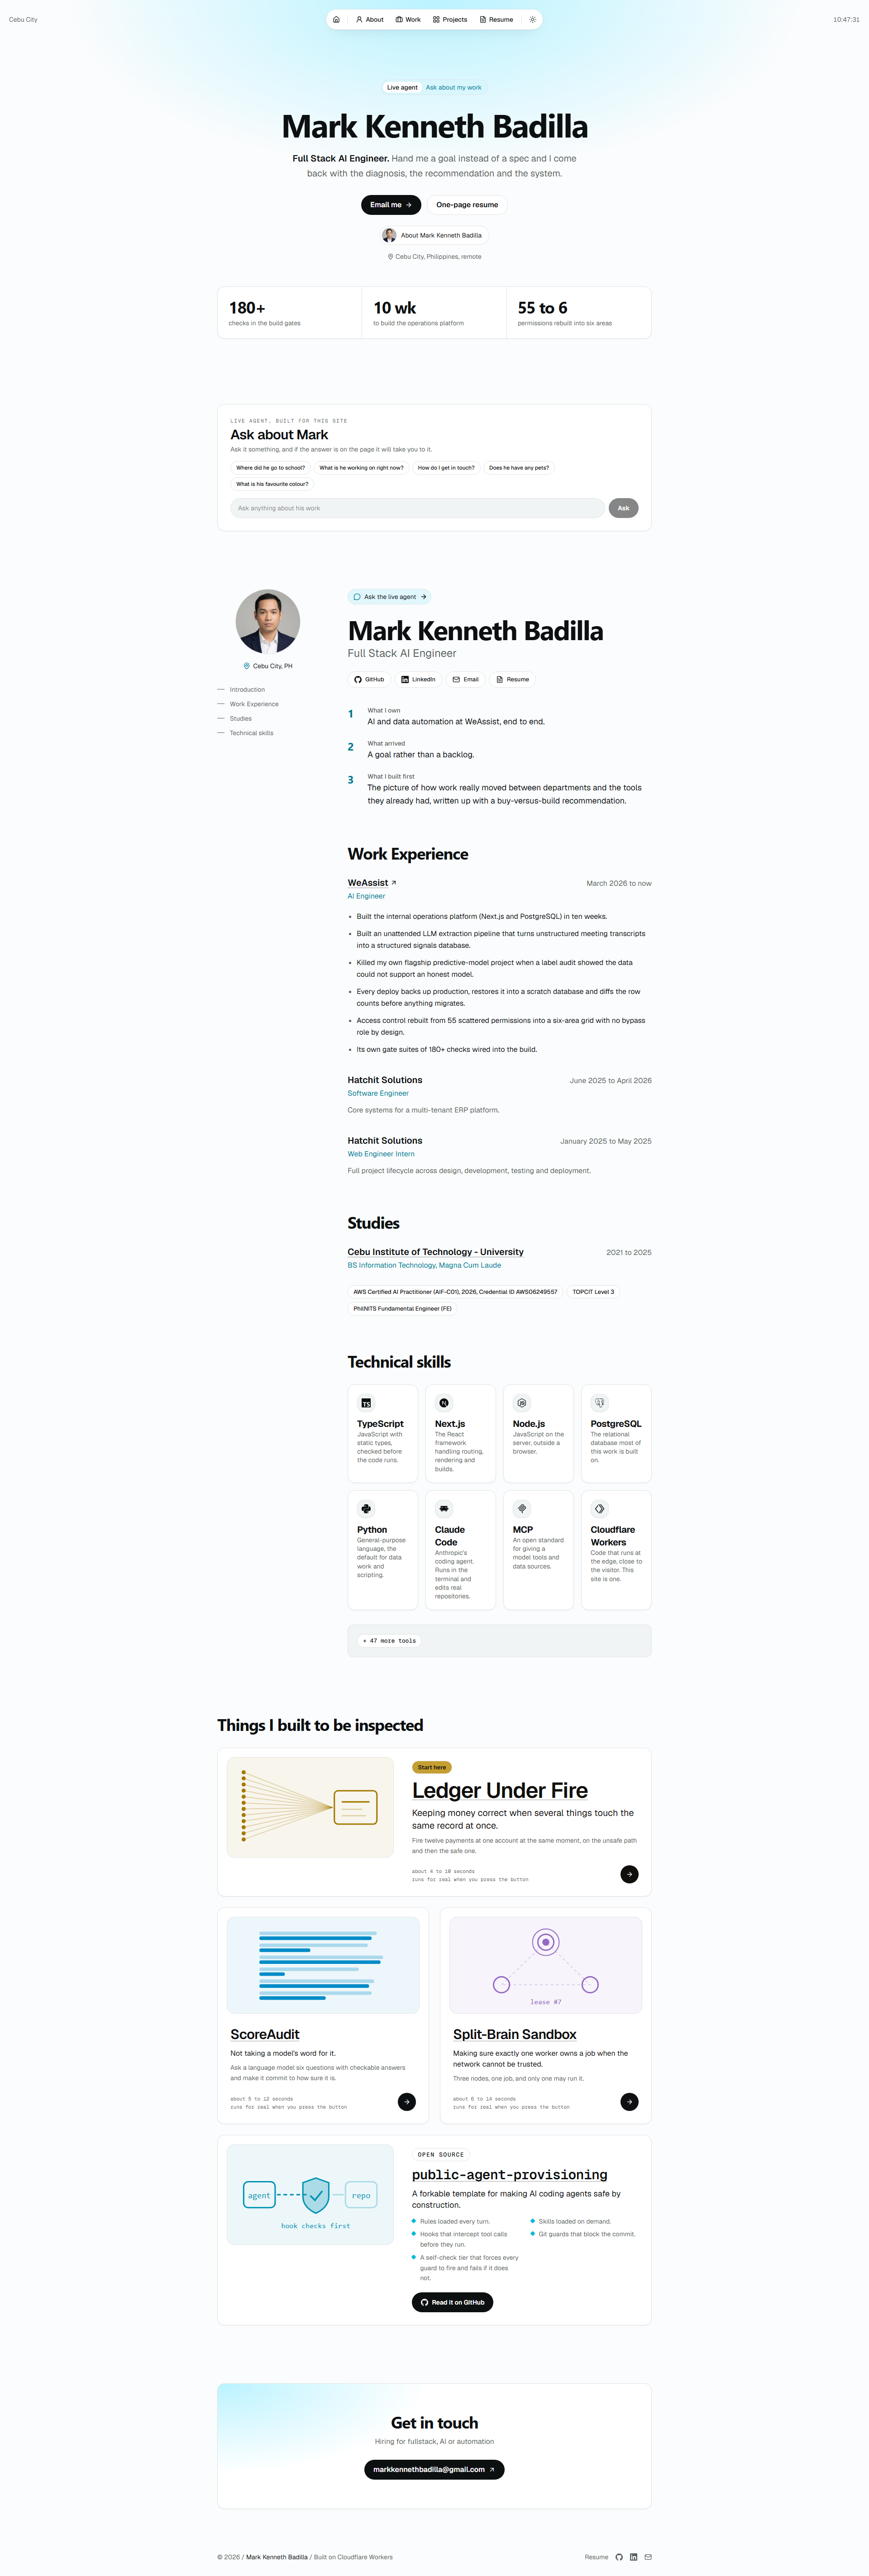 Cebu City
About
Work
Projects
Resume
10:47:31
Live agent
Ask about my work
Mark Kenneth Badilla
Full Stack AI Engineer. Hand me a goal instead of a spec and I come
back with the diagnosis, the recommendation and the system.
Email me
One-page resume
About Mark Kenneth Badilla
Cebu City, Philippines, remote
180+
checks in the build gates
10 wk
to build the operations platform
55 to 6
permissions rebuilt into six areas
LIVE AGENT, BUILT FOR THIS SITE
Ask about Mark
Ask it something, and if the answer is on the page it will take you to it.
Where did he go to school?
What is he working on right now?
How do I get in touch?
Does he have any pets?
What is his favourite colour?
Ask anything about his work
Ask
Cebu City, PH
Introduction
Work Experience
Studies
Technical skills
Ask the live agent
Mark Kenneth Badilla
Full Stack AI Engineer
GitHub
LinkedIn
Email
Resume
1
What I own
AI and data automation at WeAssist, end to end.
2
What arrived
A goal rather than a backlog.
3
What I built first
The picture of how work really moved between departments and the tools
they already had, written up with a buy-versus-build recommendation.
Work Experience
WeAssist
March 2026 to now
AI Engineer
Built the internal operations platform (Next.js and PostgreSQL) in ten weeks.
Built an unattended LLM extraction pipeline that turns unstructured meeting transcripts
into a structured signals database.
Killed my own flagship predictive-model project when a label audit showed the data
could not support an honest model.
Every deploy backs up production, restores it into a scratch database and diffs the row
counts before anything migrates.
Access control rebuilt from 55 scattered permissions into a six-area grid with no bypass
role by design.
Its own gate suites of 180+ checks wired into the build.
Hatchit Solutions
June 2025 to April 2026
Software Engineer
Core systems for a multi-tenant ERP platform.
Hatchit Solutions
January 2025 to May 2025
Web Engineer Intern
Full project lifecycle across design, development, testing and deployment.
Studies
Cebu Institute of Technology - University
2021 to 2025
BS Information Technology, Magna Cum Laude
AWS Certified AI Practitioner (AIF-C01), 2026, Credential ID AWS06249557
TOPCIT Level 3
PhilNITS Fundamental Engineer (FE)
Technical skills
TS
TypeScript
JavaScript with
static types,
checked before
the code runs.
Next.js
The React
framework
handling routing,
rendering and
builds.
Node.js
JavaScript on the
server, outside a
browser.
PostgreSQL
The relational
database most of
this work is built
on.
Python
General-purpose
language, the
default for data
work and
scripting.
Claude
Code
Anthropic's
coding agent.
Runs in the
terminal and
edits real
repositories.
MCP
An open standard
for giving a
model tools and
data sources.
Cloudflare
Workers
Code that runs at
the edge, close to
the visitor. This
site is one.
+ 47 more tools
Things I built to be inspected
Start here
Ledger Under Fire
Keeping money correct when several things touch the
same record at once.
Fire twelve payments at one account at the same moment, on the unsafe path
and then the safe one.
about 4 to 10 seconds
runs for real when you press the button
ScoreAudit
Not taking a model's word for it.
Ask a language model six questions with checkable answers
and make it commit to how sure it is.
about 5 to 12 seconds
runs for real when you press the button
lease #7
Split-Brain Sandbox
Making sure exactly one worker owns a job when the
network cannot be trusted.
Three nodes, one job, and only one may run it.
about 6 to 14 seconds
runs for real when you press the button
agent
repo
hook checks first
OPEN SOURCE
public-agent-provisioning
A forkable template for making AI coding agents safe by
construction.
Rules loaded every turn.
Skills loaded on demand.
Hooks that intercept tool calls
before they run.
Git guards that block the commit.
A self-check tier that forces every
guard to fire and fails if it does
not.
Read it on GitHub
Get in touch
Hiring for fullstack, AI or automation
markkennethbadilla@gmail.com
© 2026 / Mark Kenneth Badilla / Built on Cloudflare Workers
Resume